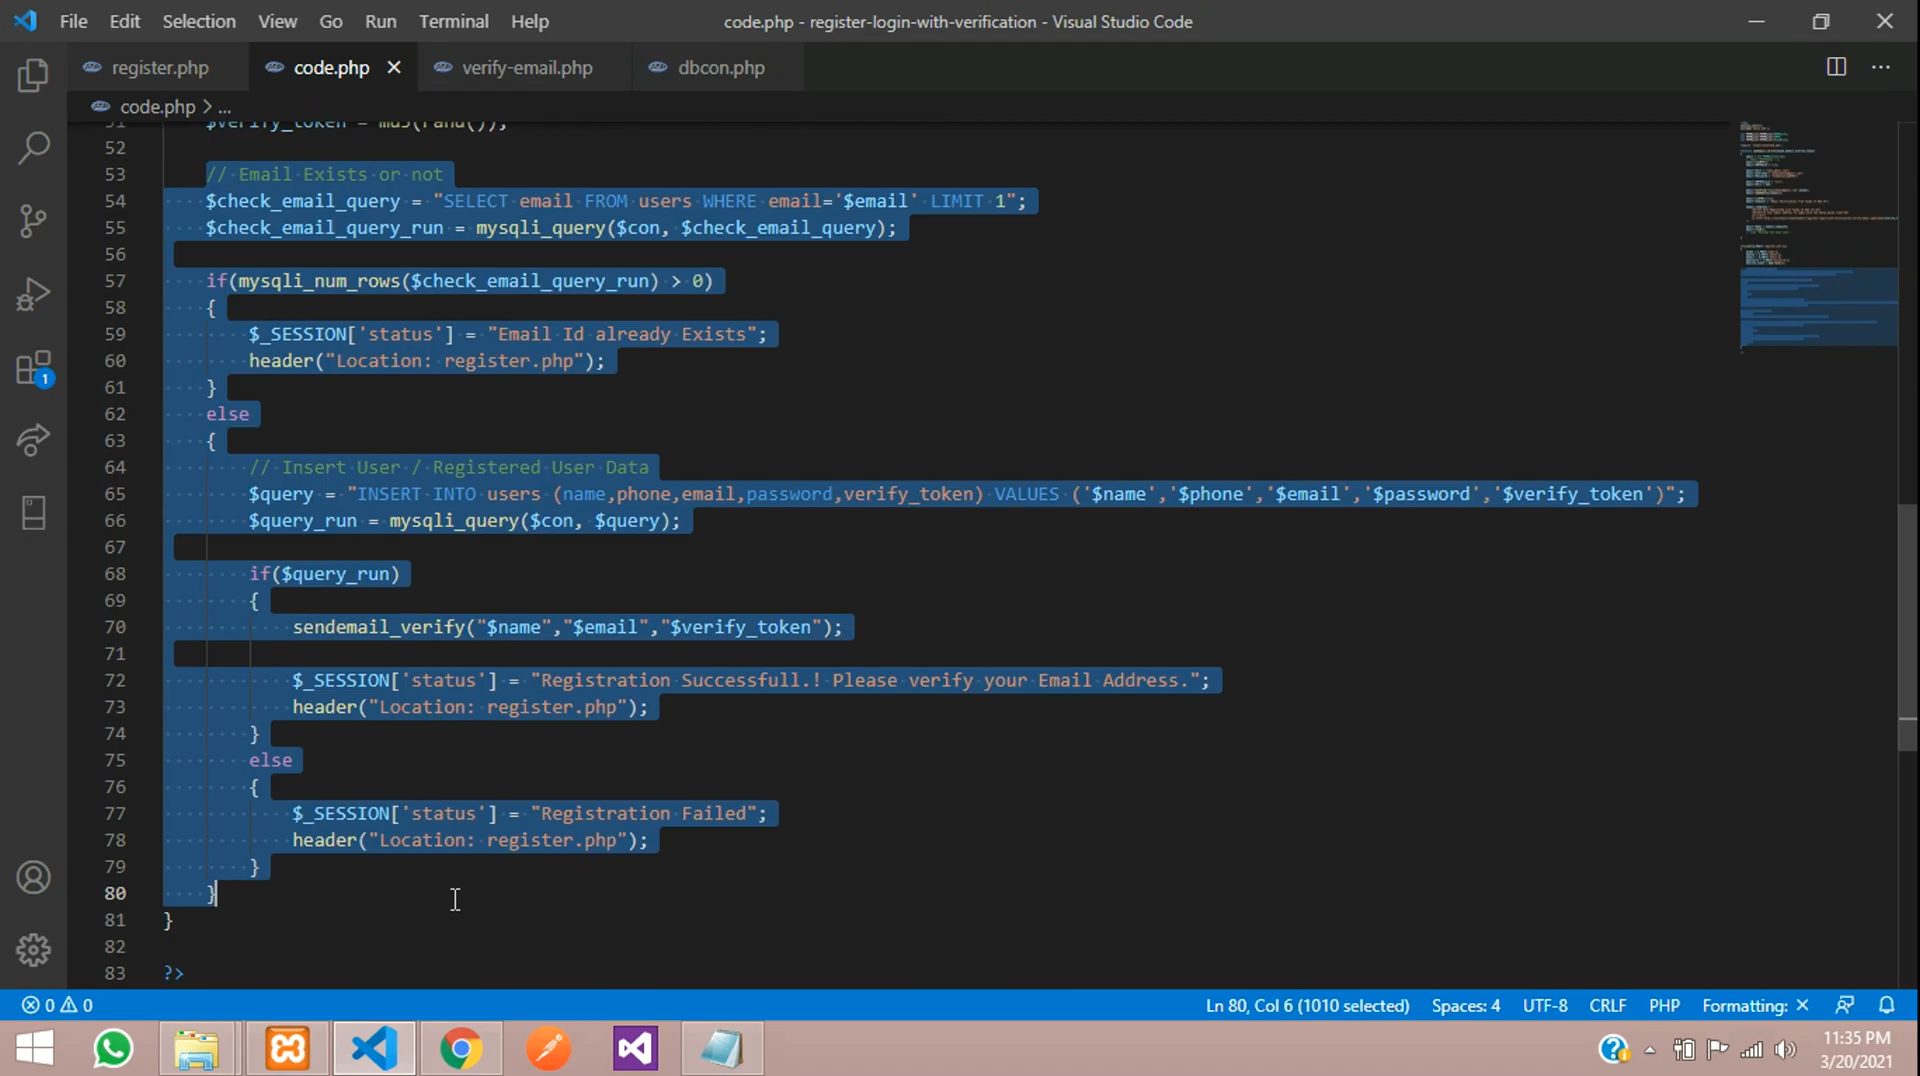 File Edit Selection View Go Run Terminal Help code.php - register-login-with-verification - Visual Studio Code
register.php code.php verify-email.php dbcon.php
code.php > ...
51 $verify_token = md5(rand());
52
53 // Email Exists or not
54 $check_email_query = "SELECT email FROM users WHERE email='$email' LIMIT 1";
55 $check_email_query_run = mysqli_query($con, $check_email_query);
56
57 if(mysqli_num_rows($check_email_query_run) > 0)
58 {
59 $_SESSION['status'] = "Email Id already Exists";
60 header("Location: register.php");
61 }
62 else
63 {
64 // Insert User / Registered User Data
65 $query = "INSERT INTO users (name,phone,email,password,verify_token) VALUES ('$name','$phone','$email','$password','$verify_token')";
66 $query_run = mysqli_query($con, $query);
67
68 if($query_run)
69 {
70 sendemail_verify("$name","$email","$verify_token");
71
72 $_SESSION['status'] = "Registration Successfull.! Please verify your Email Address.";
73 header("Location: register.php");
74 }
75 else
76 {
77 $_SESSION['status'] = "Registration Failed";
78 header("Location: register.php");
79 }
80 }
81 }
82
83 ?>
1
0 0 Ln 80, Col 6 (1010 selected) Spaces: 4 UTF-8 CRLF PHP Formatting: ×
11:35 PM
3/20/2021